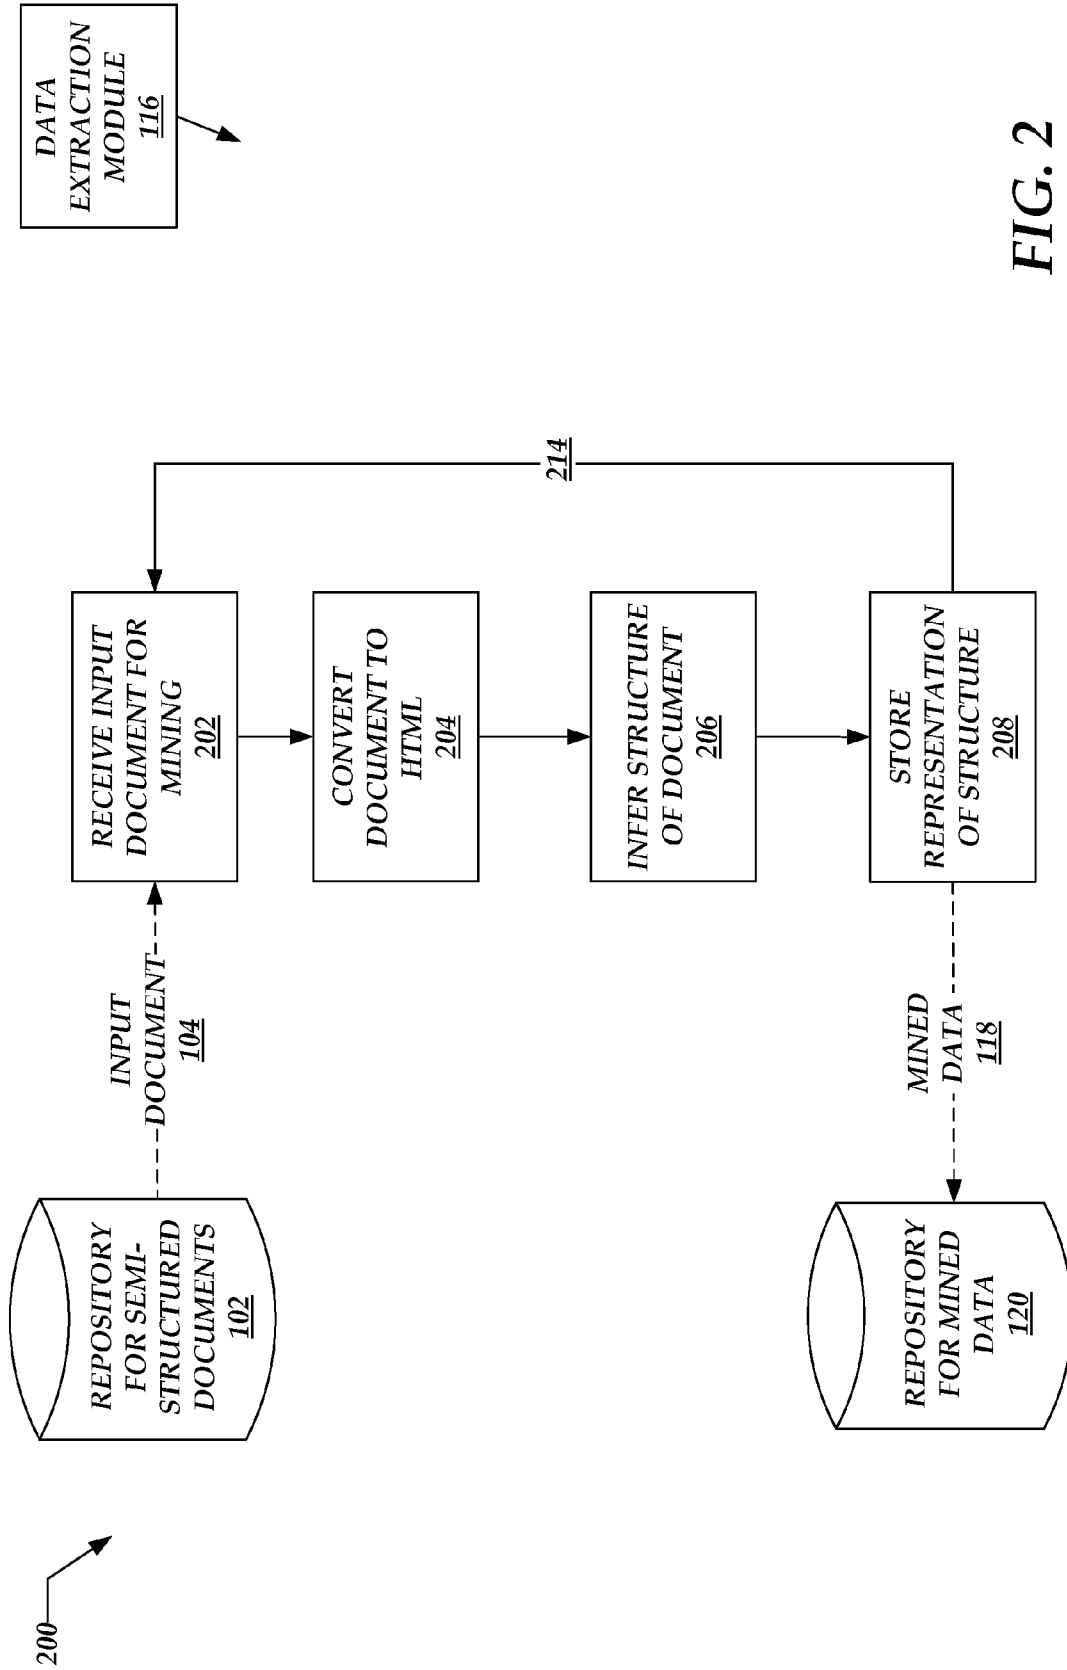 200
DATA
EXTRACTION
MODULE
116
REPOSITORY
FOR SEMI-
STRUCTURED
DOCUMENTS
102
INPUT
DOCUMENT
104
RECEIVE INPUT
DOCUMENT FOR
MINING
202
CONVERT
DOCUMENT TO
HTML
204
214
INFER STRUCTURE
OF DOCUMENT
206
REPOSITORY
FOR MINED
DATA
120
MINED
DATA
118
STORE
REPRESENTATION
OF STRUCTURE
208
FIG. 2